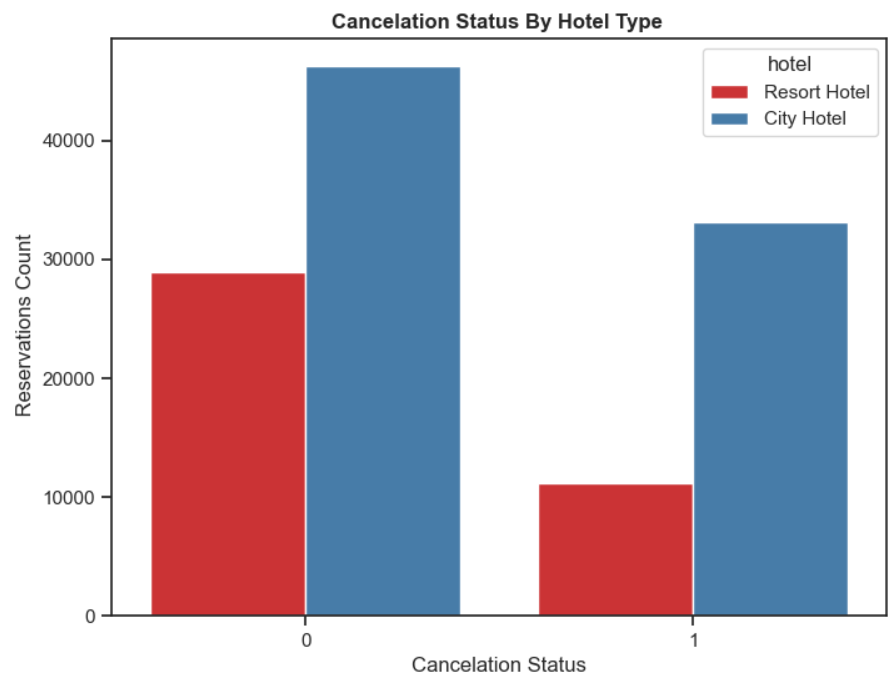 Cancelation Status By Hotel Type
hotel
Resort Hotel
City Hotel
Reservations Count
40000
30000
20000
10000
0
0 1
Cancelation Status